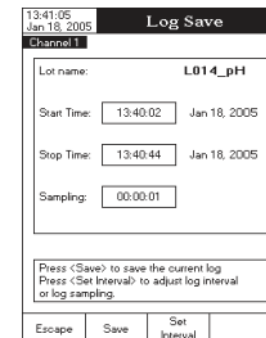 13:41:05
Jan 18, 2005
Log Save
Channel 1
Lot name: L014_pH
Start Time: 13:40:02 Jan 18, 2005
Stop Time: 13:40:44 Jan 18, 2005
Sampling: 00:00:01
Press <Save> to save the current log
Press <Set Interval> to adjust log interval
or log sampling.
Escape Save Set
Interval